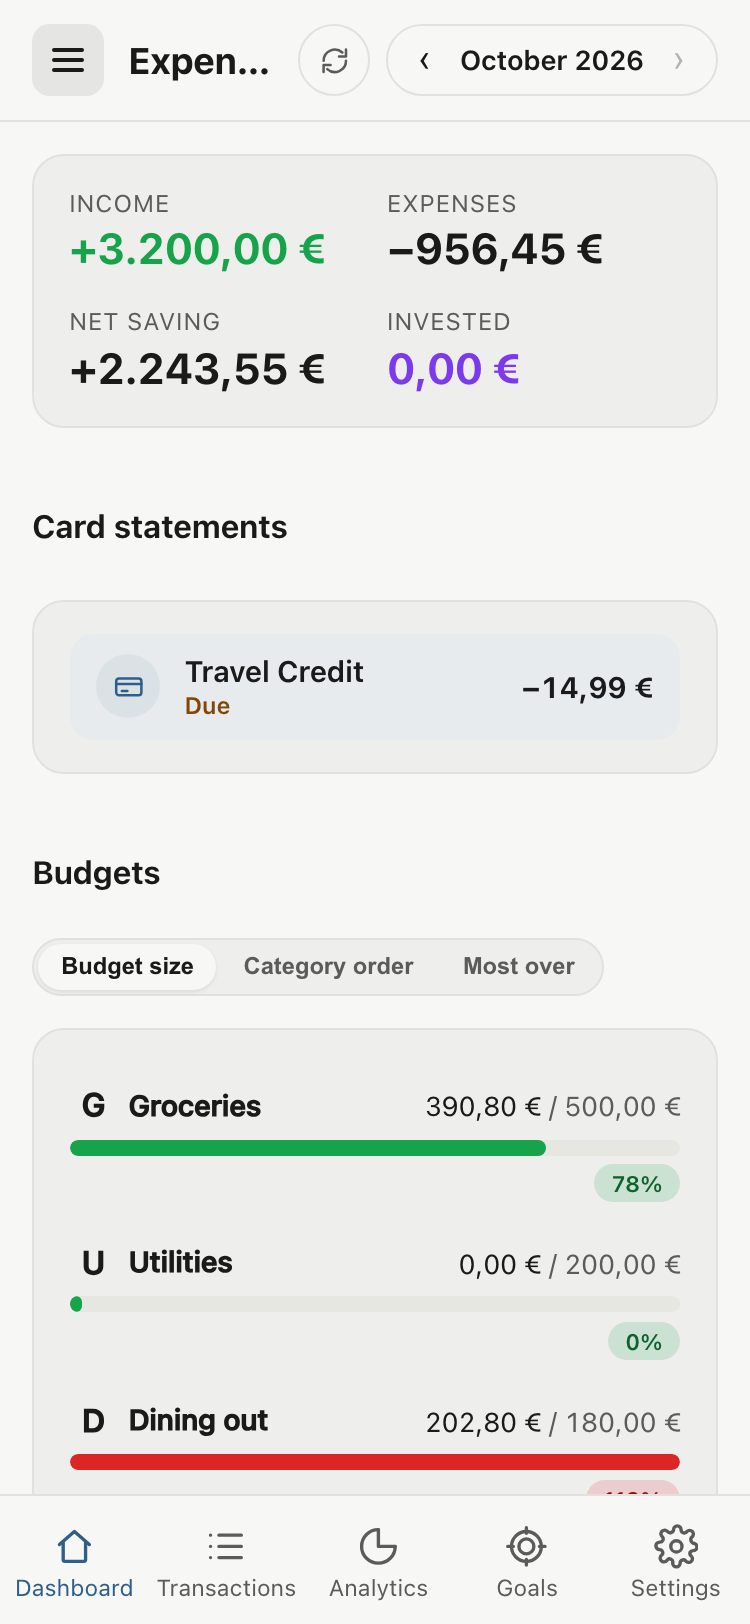 Expen...
‹ October 2026 ›
INCOME EXPENSES
+3.200,00 € –956,45 €
NET SAVING INVESTED
+2.243,55 € 0,00 €
Card statements
Travel Credit
Due
–14,99 €
Budgets
Budget size Category order Most over
G Groceries 390,80 € / 500,00 €
78%
U Utilities 0,00 € / 200,00 €
0%
D Dining out 202,80 € / 180,00 €
Dashboard Transactions Analytics Goals Settings